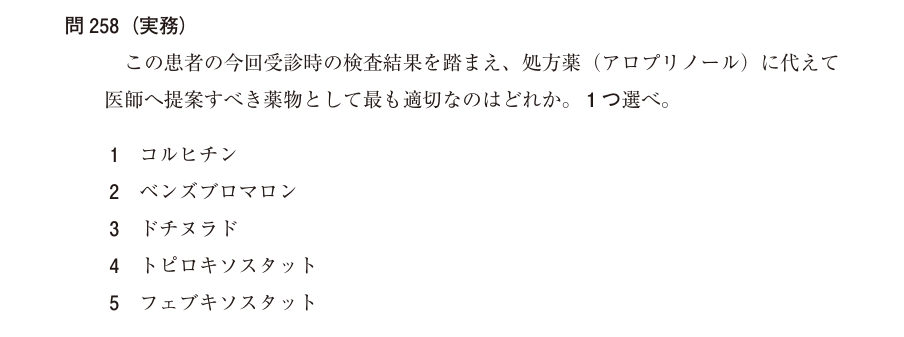 問 258（実務）
この患者の今回受診時の検査結果を踏まえ、処方薬（アロプリノール）に代えて
医師へ提案すべき薬物として最も適切なのはどれか。1つ選べ。
1 コルヒチン
2 ベンズブロマロン
3 ドチヌラド
4 トピロキソスタット
5 フェブキソスタット